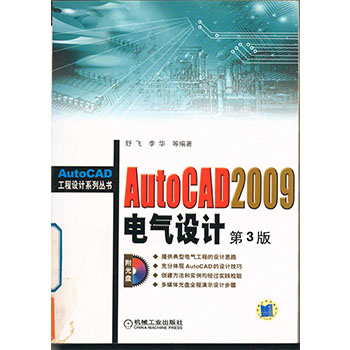 舒 飞 李 华 等编著
AutoCAD
工程设计系列丛书
AutoCAD2009
电气设计 第3版
附光盘
提供典型电气工程的设计思路
充分体现AutoCAD的设计技巧
创建方法和实例均经过实践检验
多媒体光盘全程演示设计步骤
机械工业出版社
CHINA MACHINE PRESS